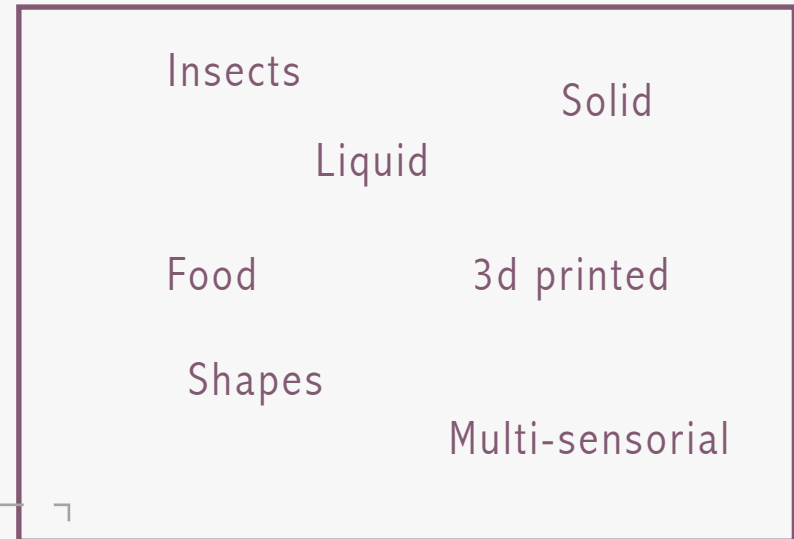 Insects
Solid
Liquid
Food
3d printed
Shapes
Multi-sensorial